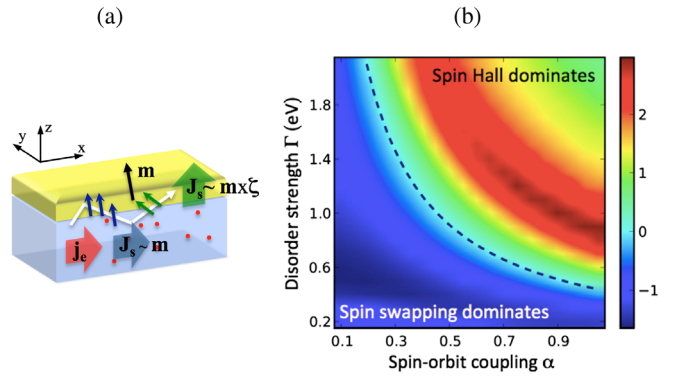 (a)
z
y
x
m
J_s ~ m x ζ
j_e
J_s ~ m
(b)
Disorder strength Γ (eV)
1.8
1.4
1.0
0.6
0.2
Spin Hall dominates
Spin swapping dominates
0.1 0.3 0.5 0.7 0.9
Spin-orbit coupling α
2
1
0
−1